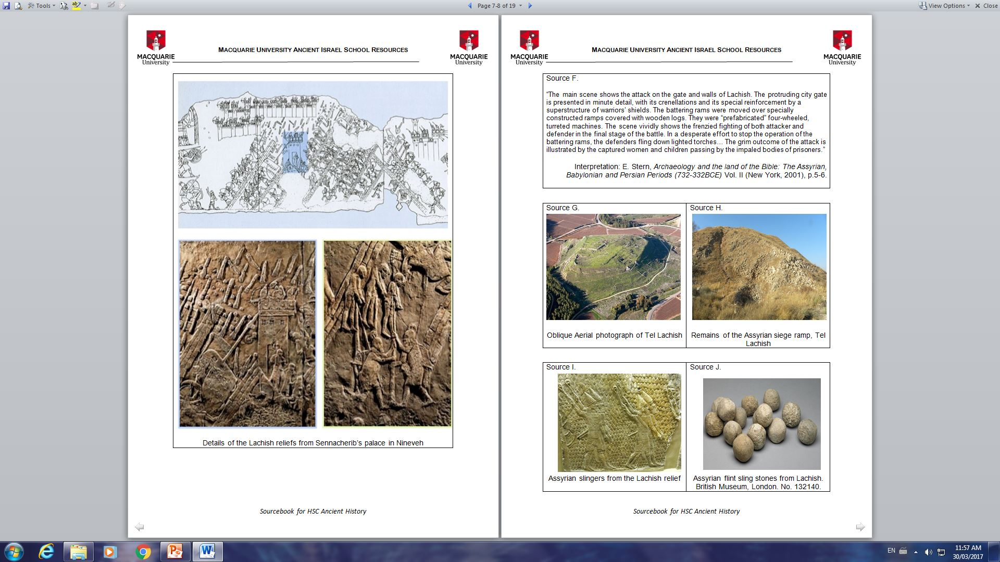 Tools
Page 7-8 of 19
View Options
Close
MACQUARIE
University
MACQUARIE UNIVERSITY ANCIENT ISRAEL SCHOOL RESOURCES
MACQUARIE
University
Details of the Lachish reliefs from Sennacherib's palace in Nineveh
Sourcebook for HSC Ancient History
MACQUARIE
University
MACQUARIE UNIVERSITY ANCIENT ISRAEL SCHOOL RESOURCES
MACQUARIE
University
Source F.
“The main scene shows the attack on the gate and walls of Lachish. The protruding city gate
is presented in minute detail, with its crenellations and its special reinforcement by a
superstructure of warriors’ shields. The battering rams were moved over specially
constructed ramps covered with wooden logs. They were “prefabricated” four-wheeled,
turreted machines. The scene vividly shows the frenzied fighting of both attacker and
defender in the final stage of the battle. In a desperate effort to stop the operation of the
battering rams, the defenders fling down lighted torches… The grim outcome of the attack is
illustrated by the captured women and children passing by the impaled bodies of prisoners.”
Interpretation: E. Stern, Archaeology and the land of the Bible: The Assyrian,
Babylonian and Persian Periods (732-332BCE) Vol. II (New York, 2001), p.5-6.
Source G.
Oblique Aerial photograph of Tel Lachish
Source H.
Remains of the Assyrian siege ramp, Tel
Lachish
Source I.
Assyrian slingers from the Lachish relief
Source J.
Assyrian flint sling stones from Lachish.
British Museum, London. No. 132140.
Sourcebook for HSC Ancient History
EN
11:57 AM
30/03/2017